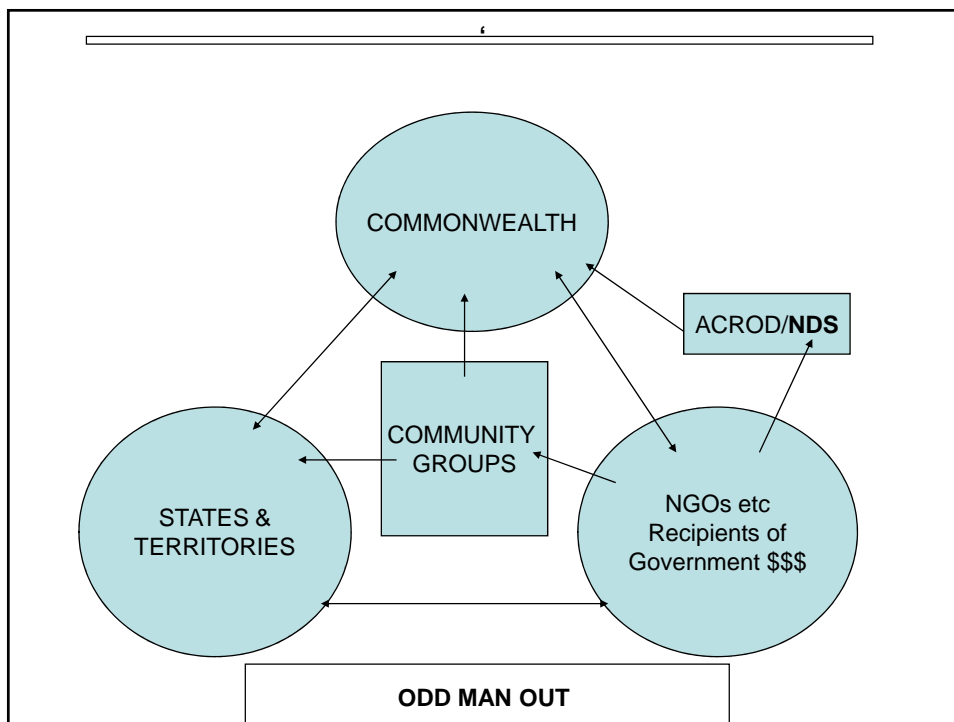 ‘
COMMONWEALTH
ACROD/NDS
COMMUNITY
GROUPS
STATES &
TERRITORIES
NGOs etc
Recipients of
Government $$$
ODD MAN OUT